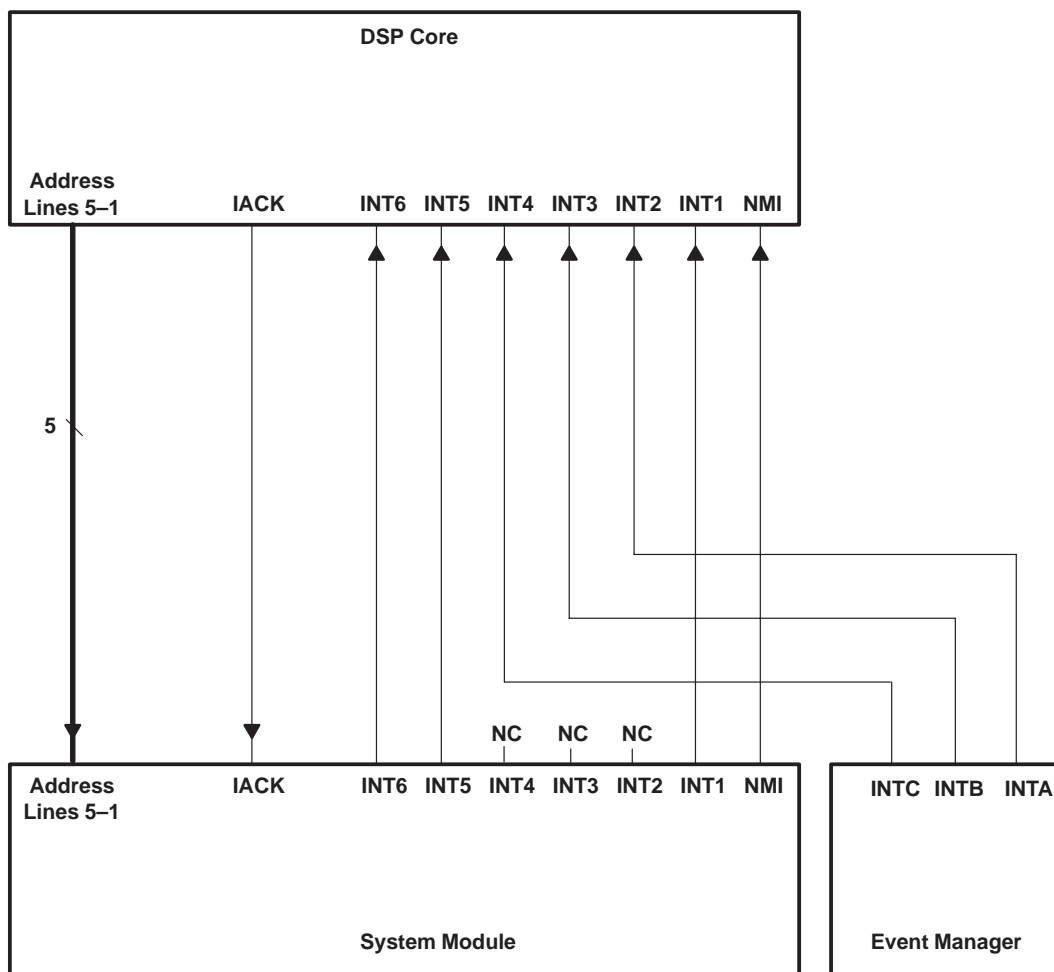 DSP Core
Address
Lines 5–1
IACK INT6 INT5 INT4 INT3 INT2 INT1 NMI
5
NC NC NC
Address
Lines 5–1
IACK INT6 INT5 INT4 INT3 INT2 INT1 NMI
INTC INTB INTA
System Module
Event Manager